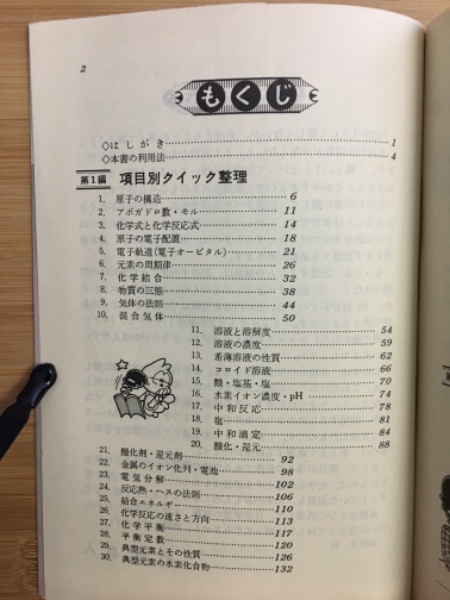 2
もくじ
◇はしがき……1
◇本書の利用法……4
第1編 項目別クイック整理
1. 原子の構造……6
2. アボガドロ数・モル……11
3. 化学式と化学反応式……14
4. 原子の電子配置……18
5. 電子軌道(電子オービタル)……21
6. 元素の周期律……26
7. 化学結合……32
8. 物質の三態……38
9. 気体の法則……44
10. 混合気体……50
11. 溶液と溶解度……54
12. 溶液の濃度……59
13. 希薄溶液の性質……62
14. コロイド溶液……66
15. 酸・塩基・塩……70
16. 水素イオン濃度・pH……74
17. 中和反応……78
18. 塩……81
19. 中和滴定……84
20. 酸化・還元……88
21. 酸化剤・還元剤……92
22. 金属のイオン化列・電池……98
23. 電気分解……102
24. 反応熱・ヘスの法則……106
25. 結合エネルギー……110
26. 化学反応の速さと方向……113
27. 化学平衡……117
28. 平衡定数……120
29. 典型元素とその性質……126
30. 典型元素の水素化合物……132